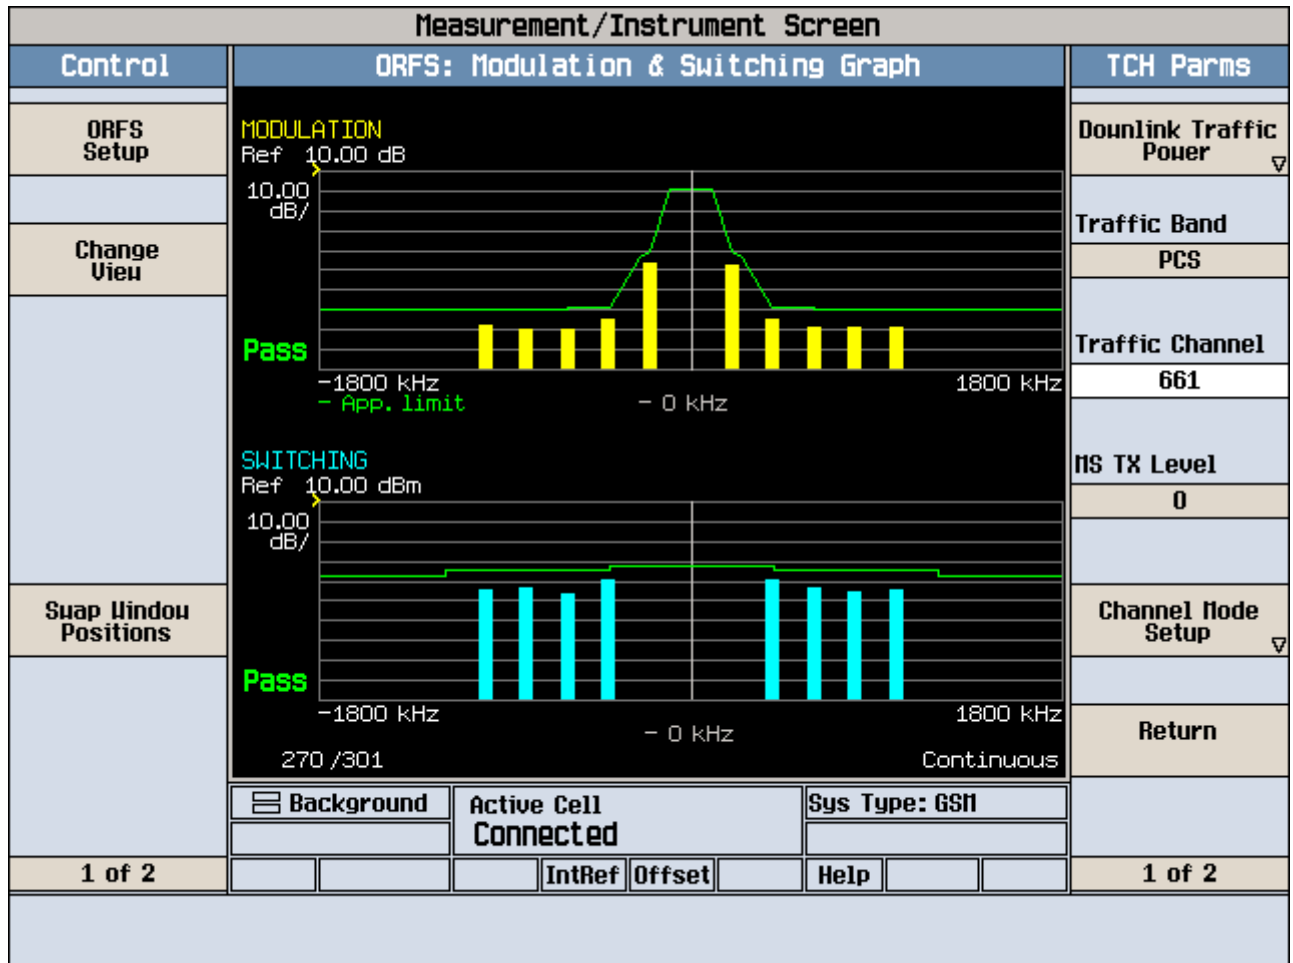 Measurement/Instrument Screen
Control
ORFS: Modulation & Switching Graph
TCH Parms
ORFS
Setup
Change
View
Swap Window
Positions
1 of 2
MODULATION
Ref 10.00 dB
10.00
dB/
Pass
-1800 kHz
1800 kHz
- App. limit
- 0 kHz
SWITCHING
Ref 10.00 dBm
10.00
dB/
Pass
-1800 kHz
1800 kHz
- 0 kHz
270 /301
Continuous
Background
Active Cell
Connected
Sys Type: GSM
IntRef
Offset
Help
Downlink Traffic
Power
Traffic Band
PCS
Traffic Channel
661
MS TX Level
0
Channel Mode
Setup
Return
1 of 2